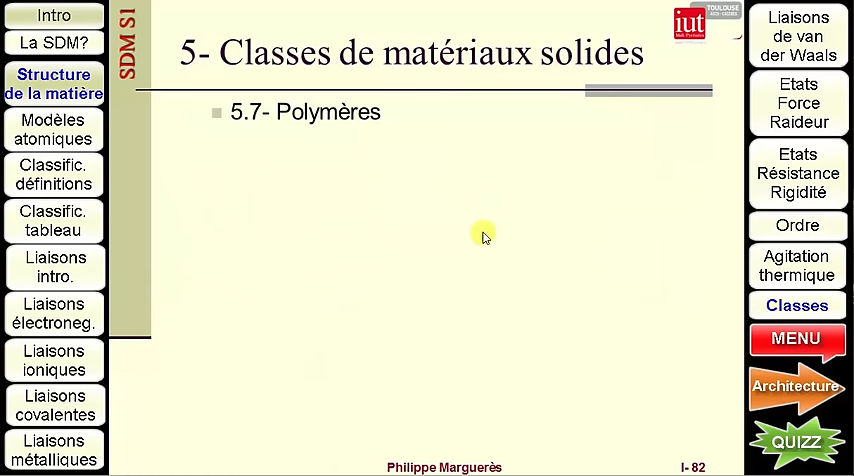 Intro
La SDM?
Structure
de la matière
Modèles
atomiques
Classific.
définitions
Classific.
tableau
Liaisons
intro.
Liaisons
électroneg.
Liaisons
ioniques
Liaisons
covalentes
Liaisons
métalliques
SDM S1
5- Classes de matériaux solides
5.7- Polymères
iut
TOULOUSE
Philippe Marguerès
I- 82
Liaisons
de van
der Waals
Etats
Force
Raideur
Etats
Résistance
Rigidité
Ordre
Agitation
thermique
Classes
MENU
Architecture
QUIZZ